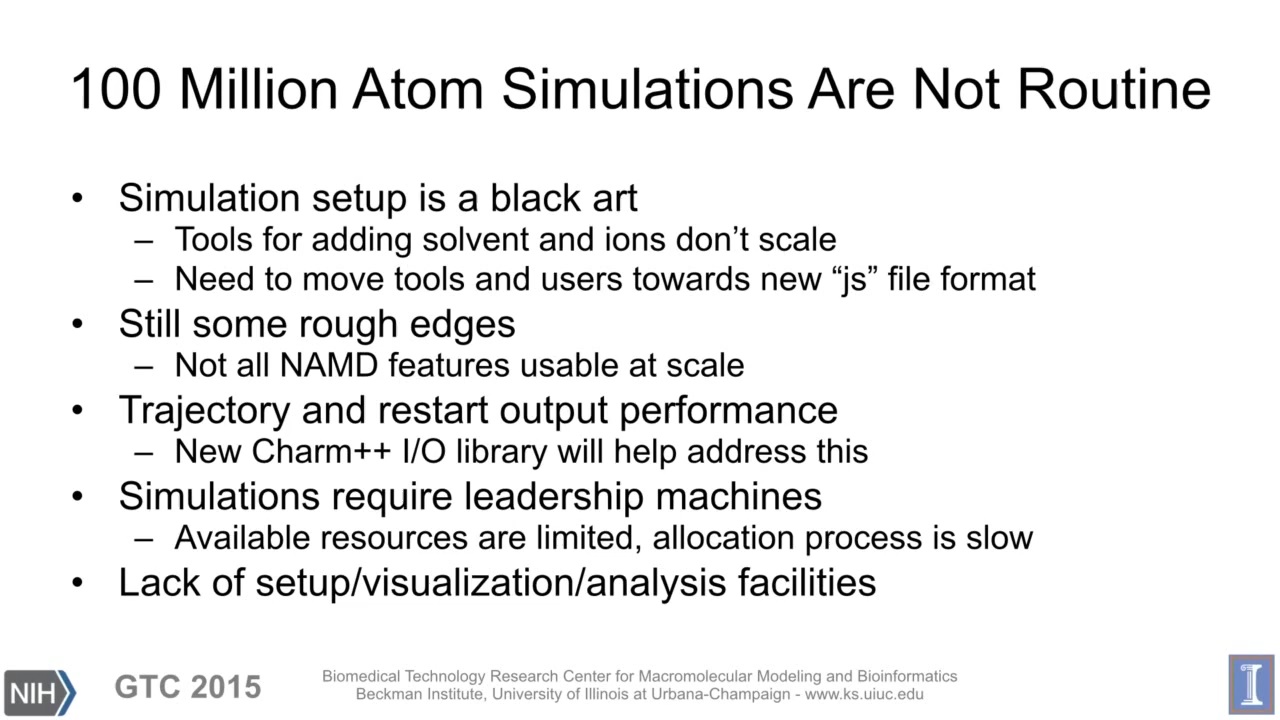 100 Million Atom Simulations Are Not Routine
• Simulation setup is a black art
– Tools for adding solvent and ions don’t scale
– Need to move tools and users towards new “js” file format
• Still some rough edges
– Not all NAMD features usable at scale
• Trajectory and restart output performance
– New Charm++ I/O library will help address this
• Simulations require leadership machines
– Available resources are limited, allocation process is slow
• Lack of setup/visualization/analysis facilities
NIH
GTC 2015
Biomedical Technology Research Center for Macromolecular Modeling and Bioinformatics
Beckman Institute, University of Illinois at Urbana-Champaign - www.ks.uiuc.edu
I